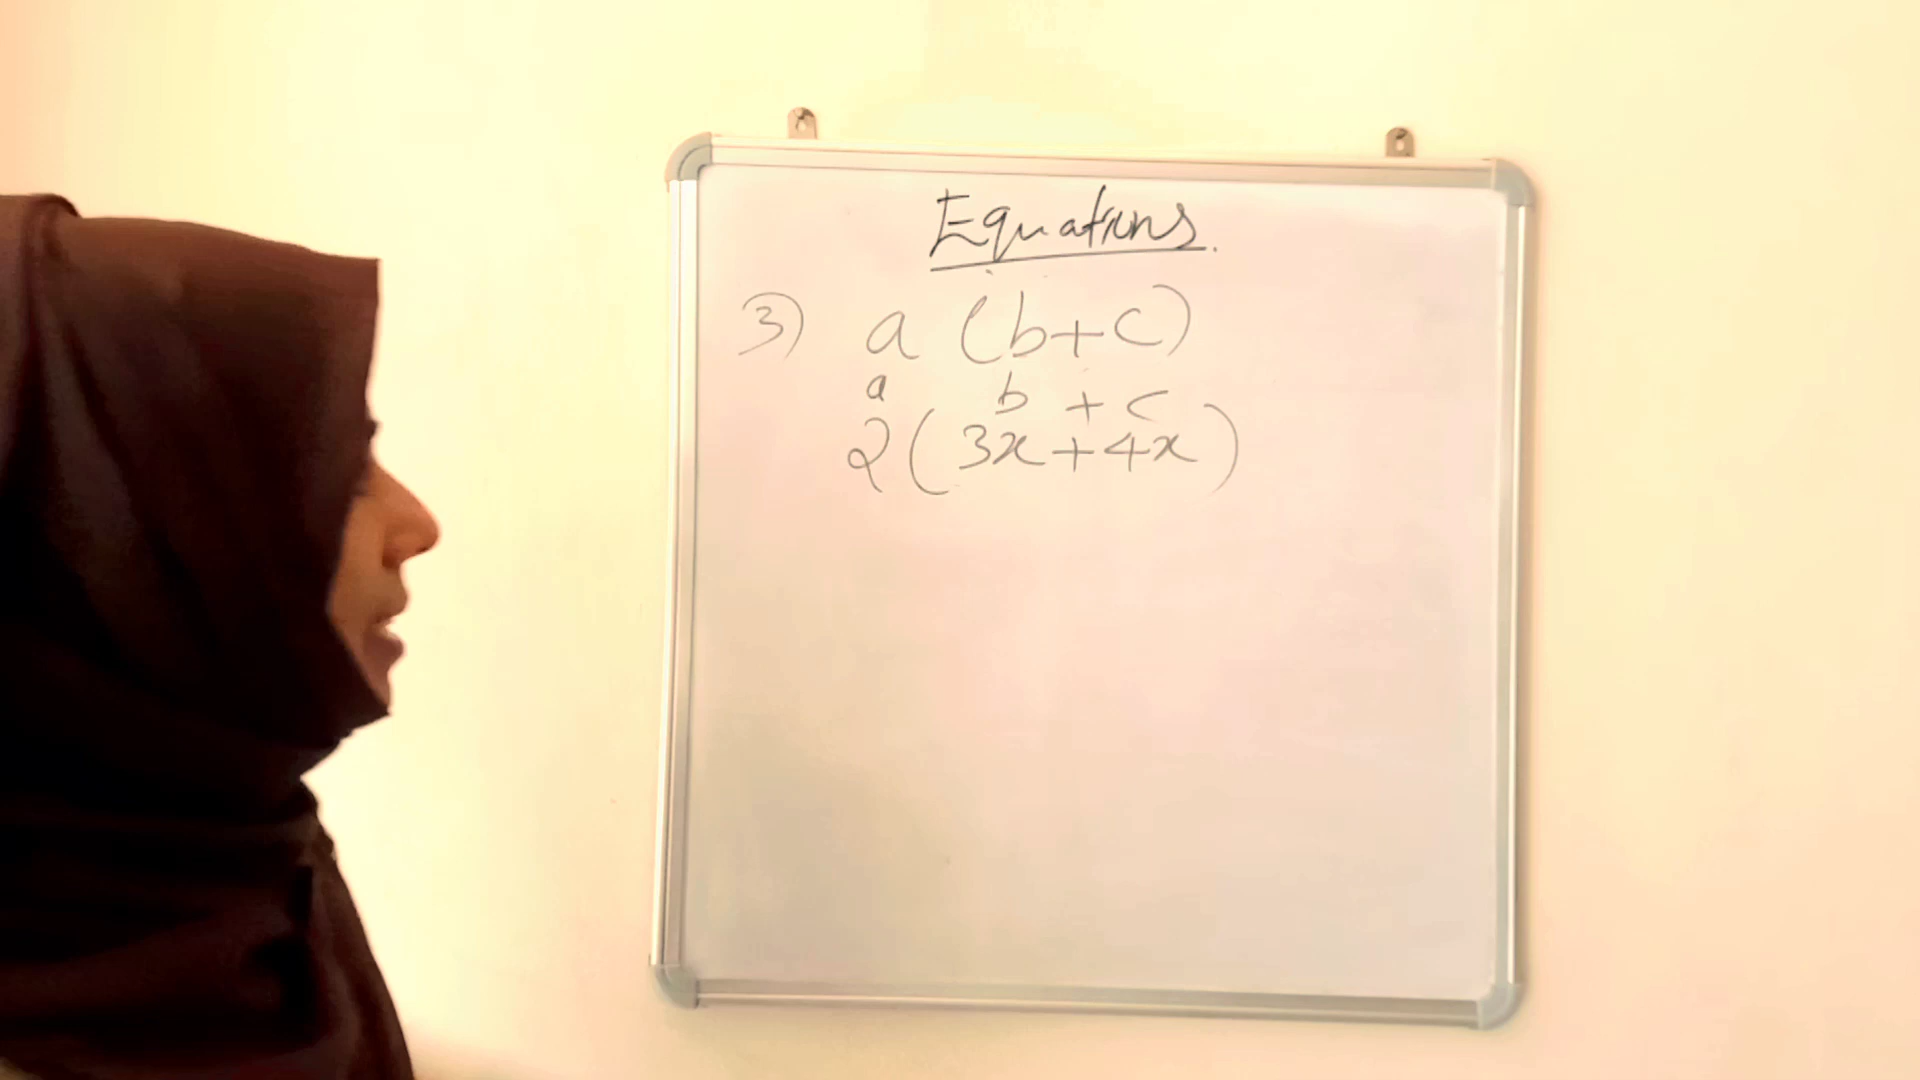 Equations.
3) a (b+c)
a b + c
2(3x+4x)